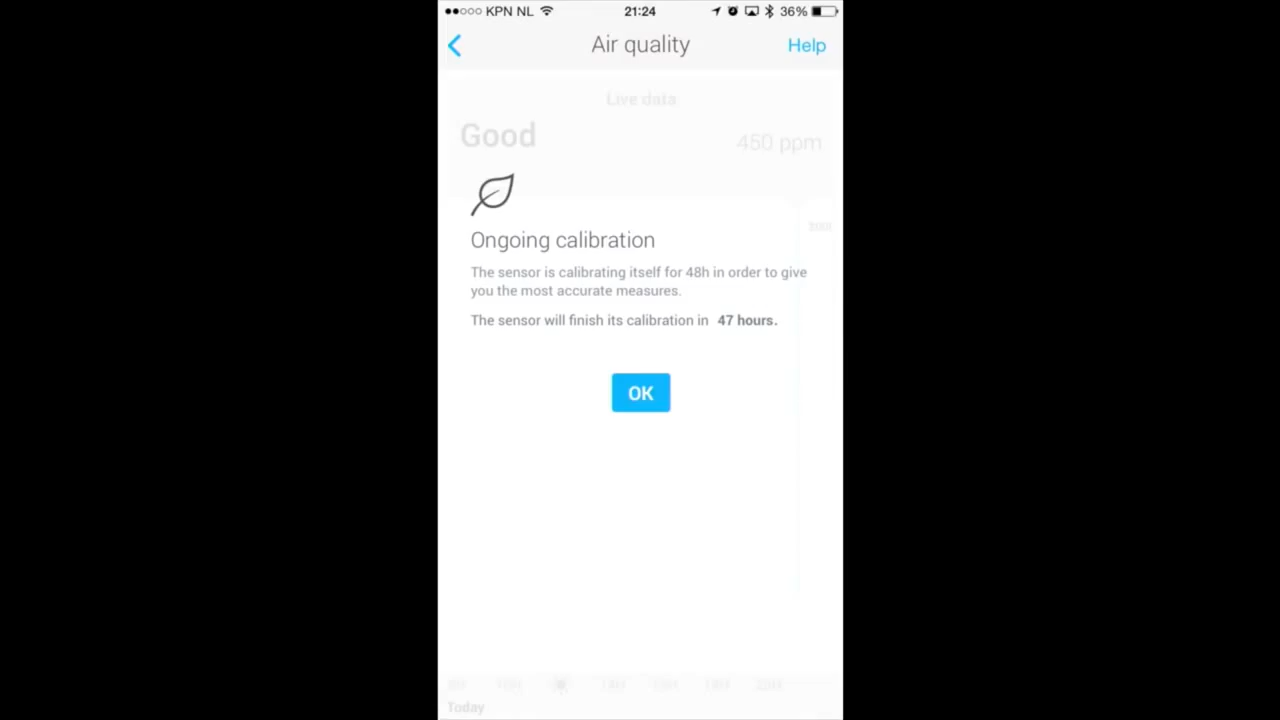 KPN NL 21:24 36%
Air quality Help
Live data
Good 450 ppm
Ongoing calibration
The sensor is calibrating itself for 48h in order to give
you the most accurate measures.
The sensor will finish its calibration in 47 hours.
OK
Today